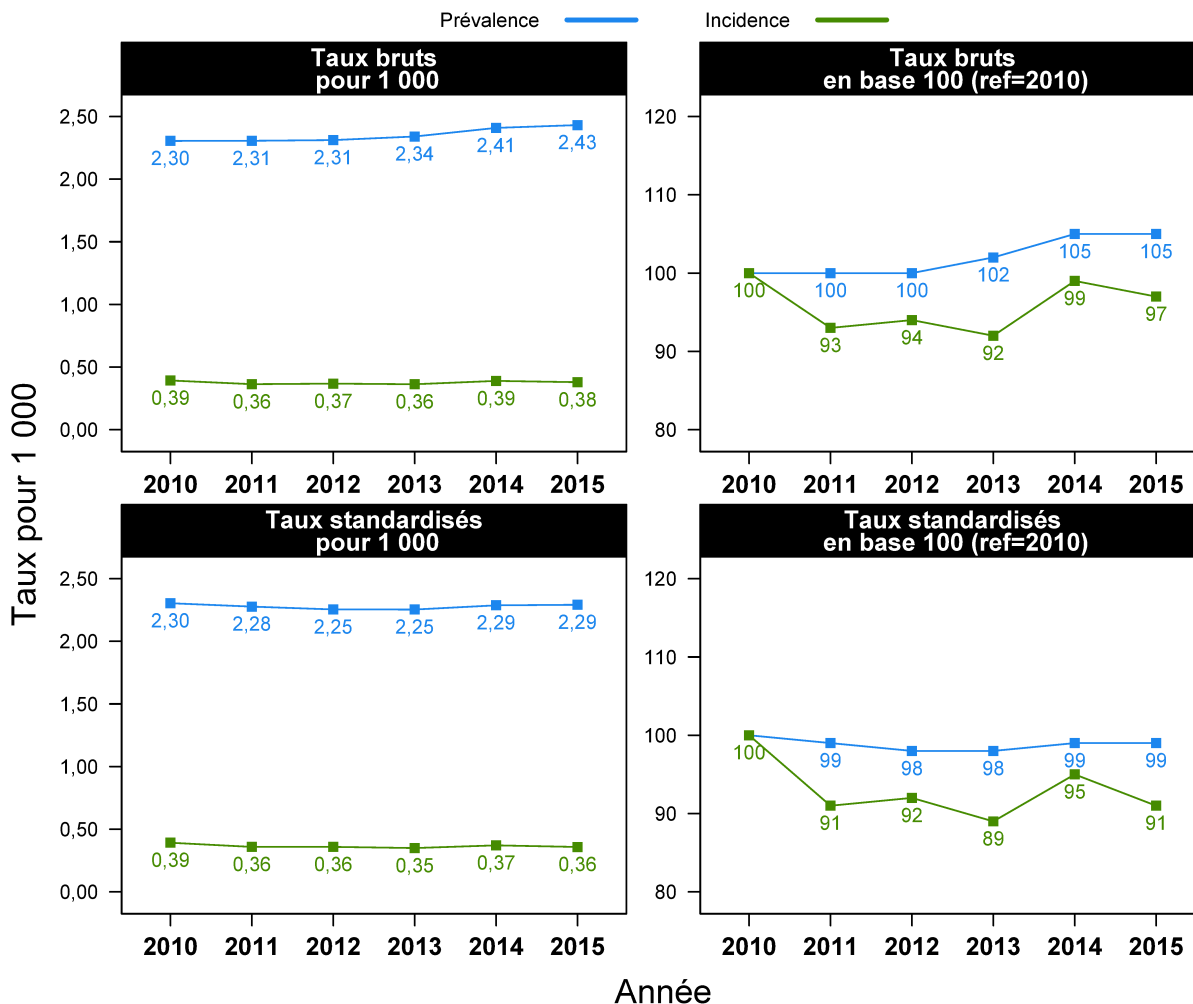 Prévalence Incidence
Taux bruts
pour 1 000
2,50
2,00
1,50
1,00
0,50
0,00
2,30 2,31 2,31 2,34 2,41 2,43
0,39 0,36 0,37 0,36 0,39 0,38
2010 2011 2012 2013 2014 2015
Taux bruts
en base 100 (ref=2010)
120
110
100
90
80
100 100 102 105 105
100 93 94 92 99 97
2010 2011 2012 2013 2014 2015
Taux standardisés
pour 1 000
2,50
2,00
1,50
1,00
0,50
0,00
2,30 2,28 2,25 2,25 2,29 2,29
0,39 0,36 0,36 0,35 0,37 0,36
2010 2011 2012 2013 2014 2015
Taux standardisés
en base 100 (ref=2010)
120
110
100
90
80
99 98 98 99 99
100 91 92 89 95 91
2010 2011 2012 2013 2014 2015
Taux pour 1 000
Année